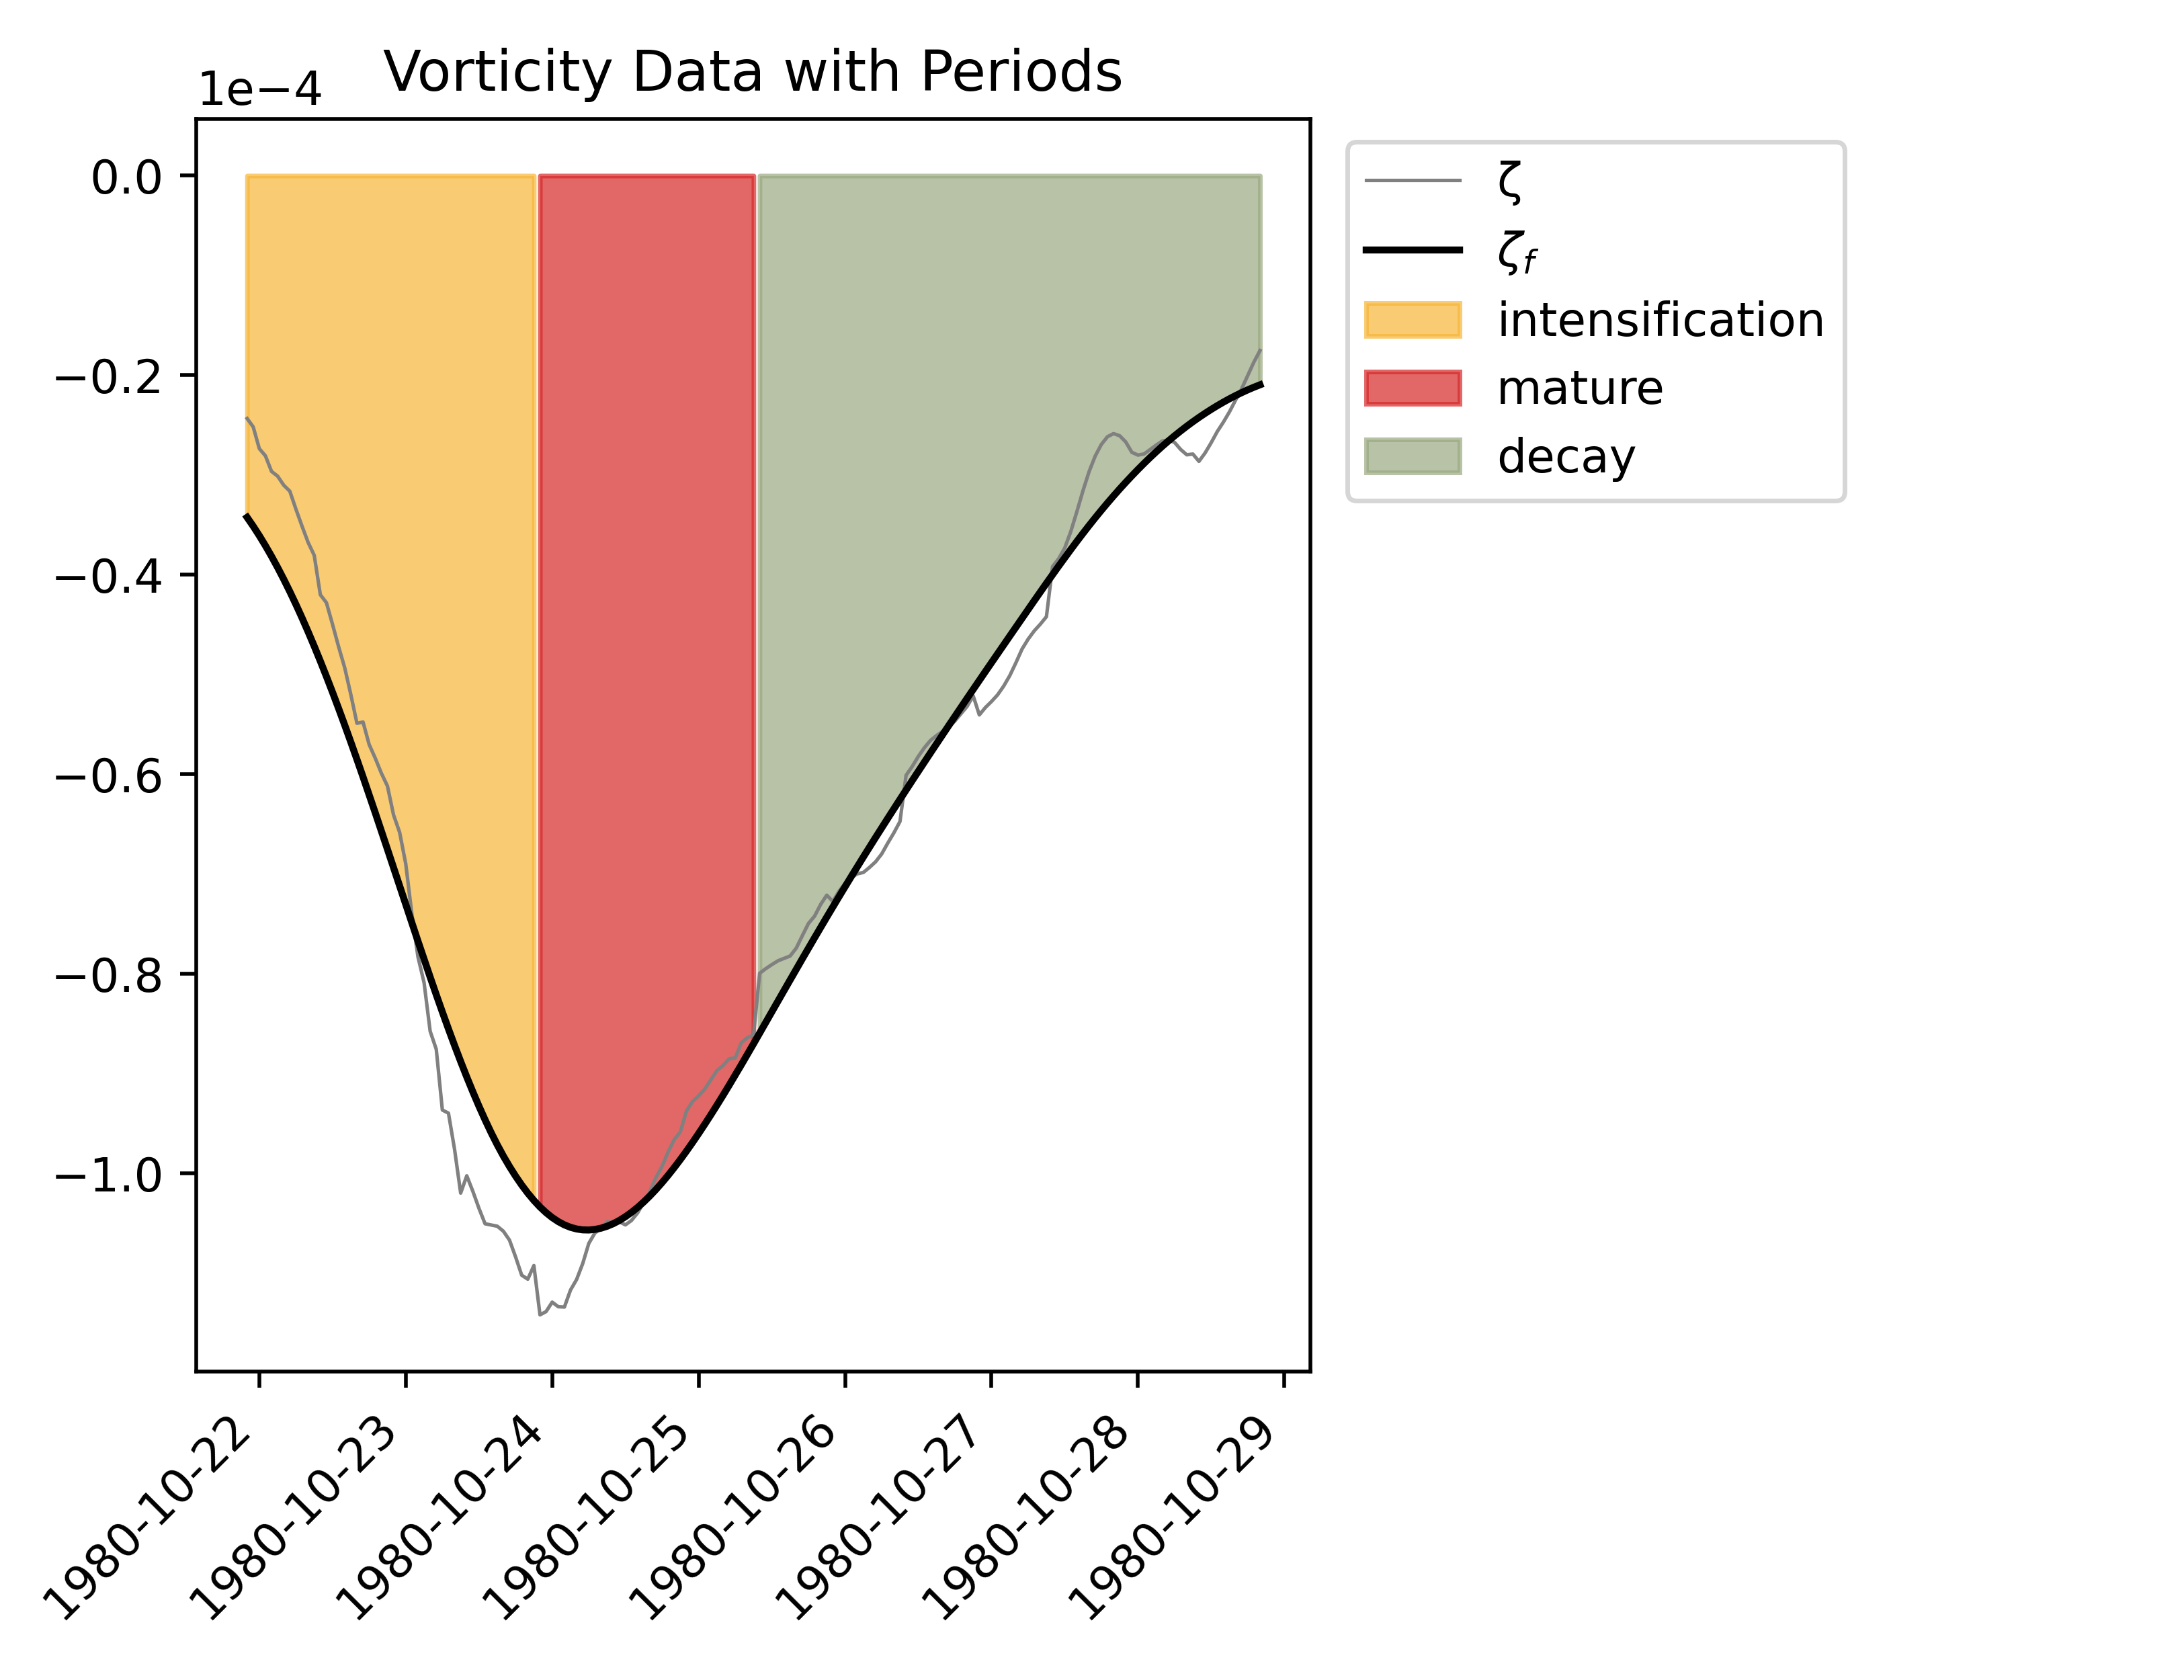 Vorticity Data with Periods
1e−4
0.0
−0.2
−0.4
−0.6
−0.8
−1.0
1980-10-22
1980-10-23
1980-10-24
1980-10-25
1980-10-26
1980-10-27
1980-10-28
1980-10-29
ζ
ζf
intensification
mature
decay